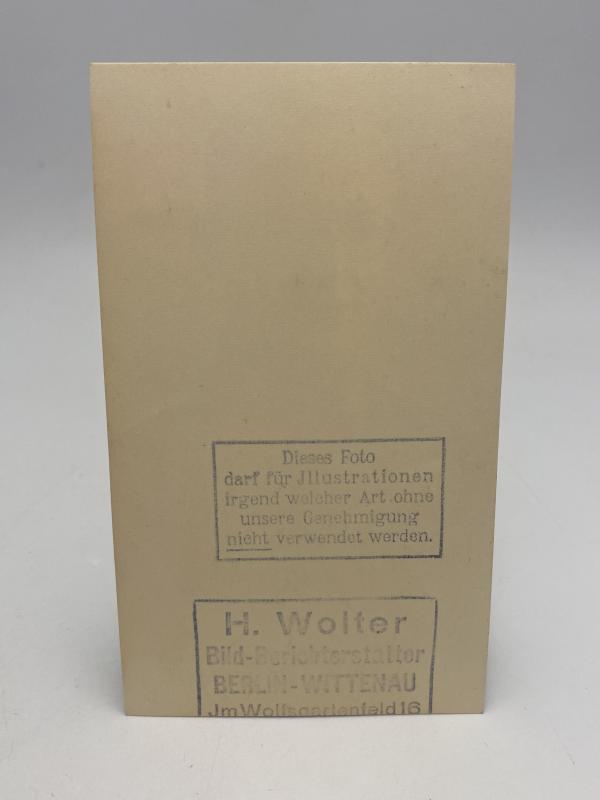 Dieses Foto
darf für Jllustrationen
irgend welcher Art ohne
unsere Genehmigung
nicht verwendet werden.
H. Wolter
Bild-Berichterstatter
BERLIN-WITTENAU
Jm Wolfsgartenfeld 16